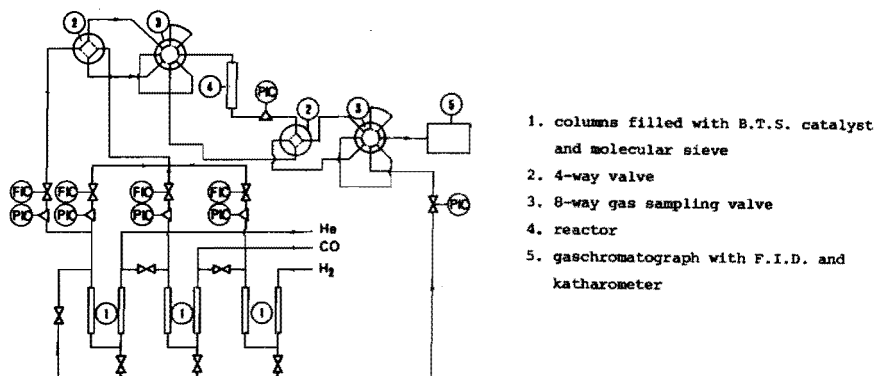 2
3
4
PIC
2
3
5
FIC
FIC
FIC
PIC
PIC
PIC
PIC
He
CO
H2
1
1
1
1. columns filled with B.T.S. catalyst
and molecular sieve
2. 4-way valve
3. 8-way gas sampling valve
4. reactor
5. gaschromatograph with F.I.D. and
katharometer